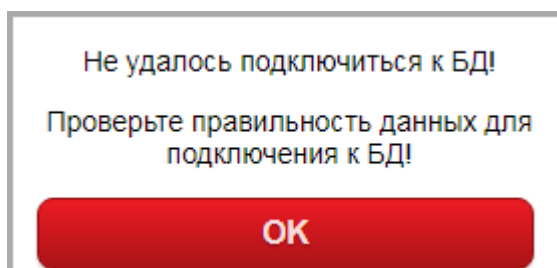 Не удалось подключиться к БД!
Проверьте правильность данных для
подключения к БД!
OK